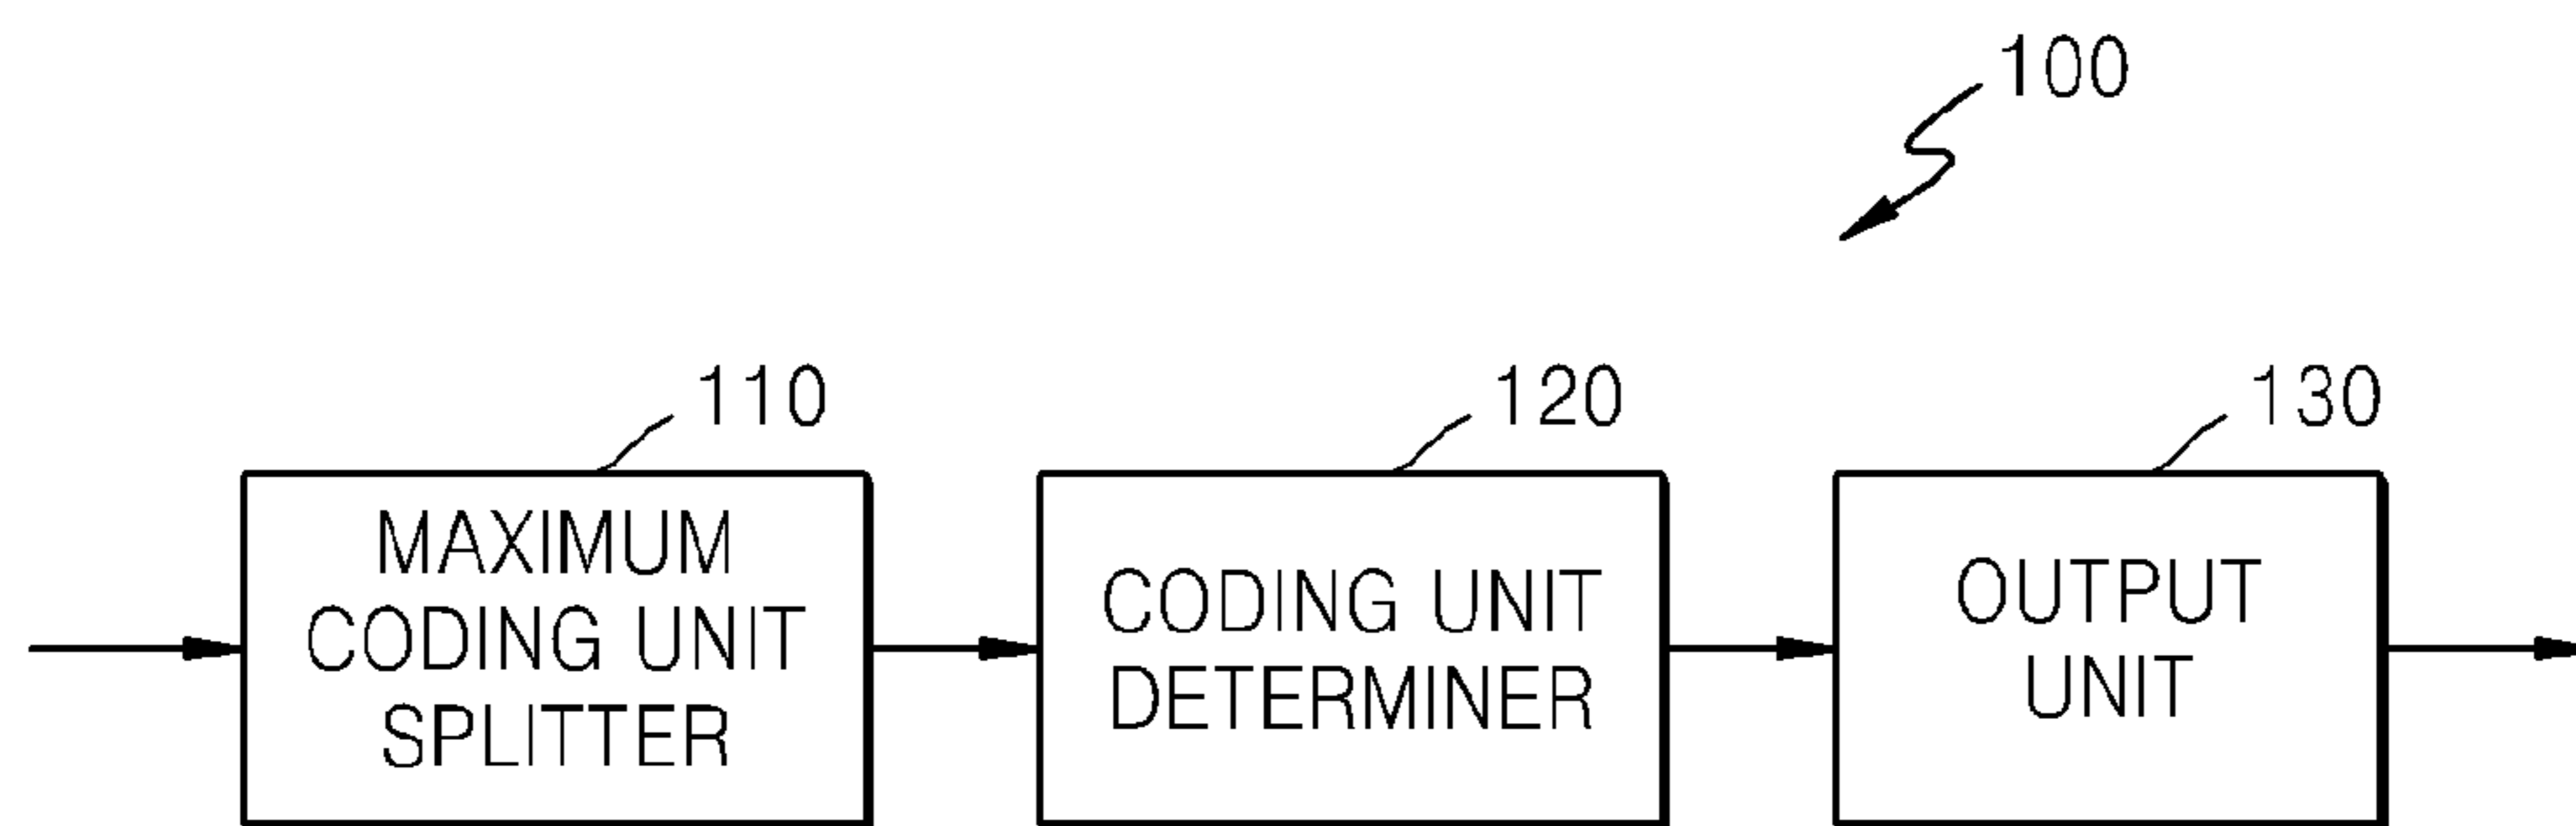 100
110
120
130
MAXIMUM
CODING UNIT
SPLITTER
CODING UNIT
DETERMINER
OUTPUT
UNIT